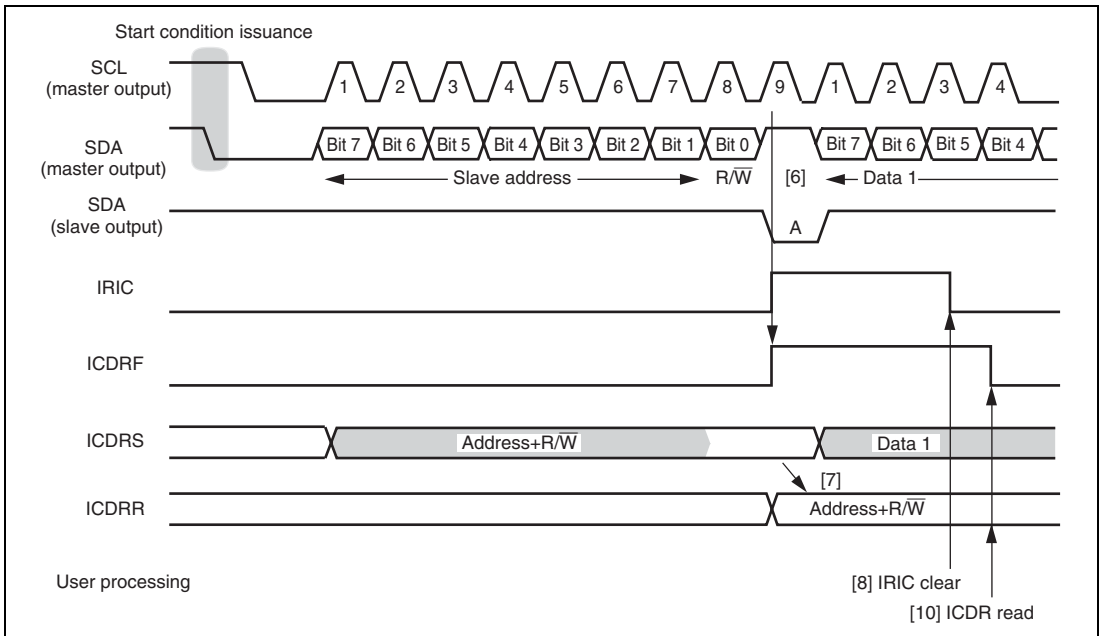 Start condition issuance
SCL
(master output)
1 2 3 4 5 6 7 8 9 1 2 3 4
SDA
(master output)
Bit 7 Bit 6 Bit 5 Bit 4 Bit 3 Bit 2 Bit 1 Bit 0 Bit 7 Bit 6 Bit 5 Bit 4
Slave address R/W̅ [6] Data 1
SDA
(slave output)
A
IRIC
ICDRF
ICDRS
Address+R/W̅ Data 1
[7]
ICDRR
Address+R/W̅
User processing
[8] IRIC clear
[10] ICDR read